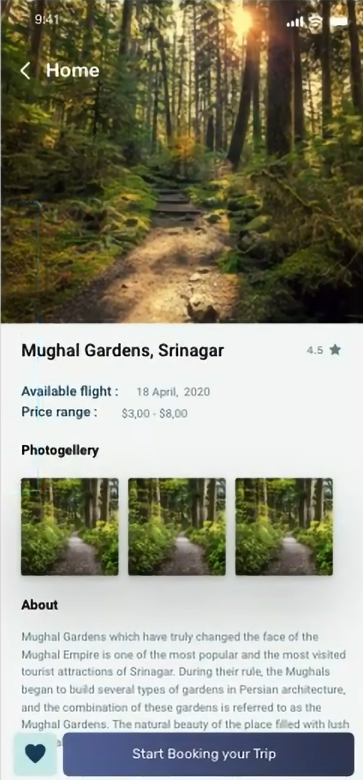 9:41
Home
Mughal Gardens, Srinagar
4.5
Available flight : 18 April, 2020
Price range : $3,00 - $8,00
Photogellery
About
Mughal Gardens which have truly changed the face of the
Mughal Empire is one of the most popular and the most visited
tourist attractions of Srinagar. During their rule, the Mughals
began to build several types of gardens in Persian architecture,
and the combination of these gardens is referred to as the
Mughal Gardens. The natural beauty of the place filled with lush
Start Booking your Trip